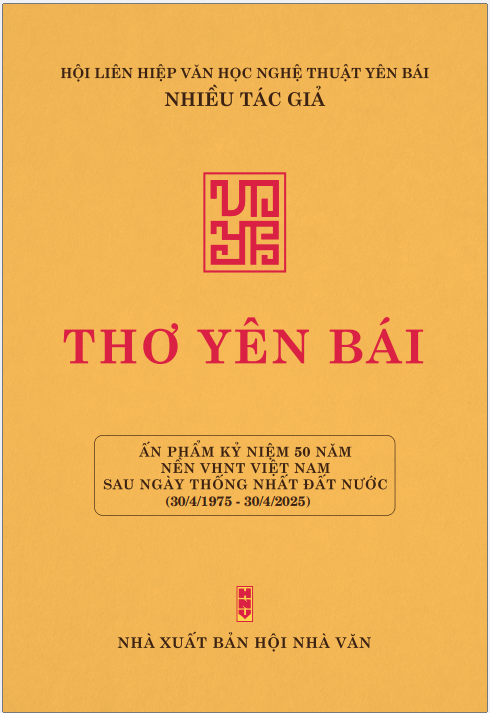 HỘI LIÊN HIỆP VĂN HỌC NGHỆ THUẬT YÊN BÁI
NHIỀU TÁC GIẢ
THƠ YÊN BÁI
ẤN PHẨM KỶ NIỆM 50 NĂM
NỀN VHNT VIỆT NAM
SAU NGÀY THỐNG NHẤT ĐẤT NƯỚC
(30/4/1975 - 30/4/2025)
HNV
NHÀ XUẤT BẢN HỘI NHÀ VĂN